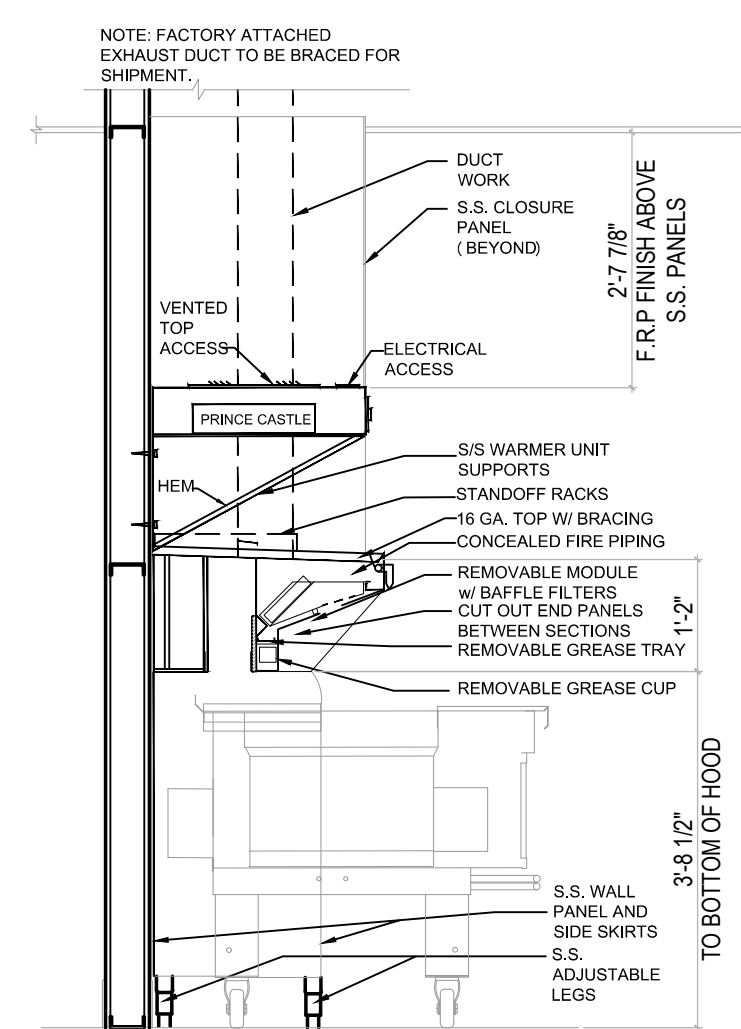 NOTE: FACTORY ATTACHED
EXHAUST DUCT TO BE BRACED FOR
SHIPMENT.
DUCT
WORK
S.S. CLOSURE
PANEL
( BEYOND)
2'-7 7/8"
F.R.P FINISH ABOVE
S.S. PANELS
VENTED
TOP
ACCESS
ELECTRICAL
ACCESS
PRINCE CASTLE
S/S WARMER UNIT
SUPPORTS
HEM
STANDOFF RACKS
16 GA. TOP W/ BRACING
CONCEALED FIRE PIPING
REMOVABLE MODULE
w/ BAFFLE FILTERS
CUT OUT END PANELS
BETWEEN SECTIONS
REMOVABLE GREASE TRAY
1'-2"
REMOVABLE GREASE CUP
3'-8 1/2"
TO BOTTOM OF HOOD
S.S. WALL
PANEL AND
SIDE SKIRTS
S.S.
ADJUSTABLE
LEGS